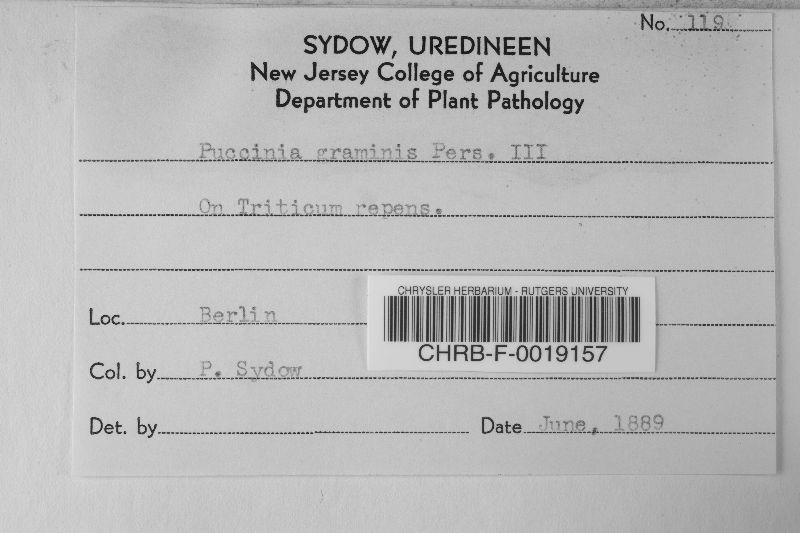 No. 119
SYDOW, UREDINEEN
New Jersey College of Agriculture
Department of Plant Pathology
Puccinia graminis Pers. III
On Triticum repens.
CHRYSLER HERBARIUM - RUTGERS UNIVERSITY
CHRB-F-0019157
Loc. Berlin
Col. by P. Sydow
Det. by
Date June, 1889